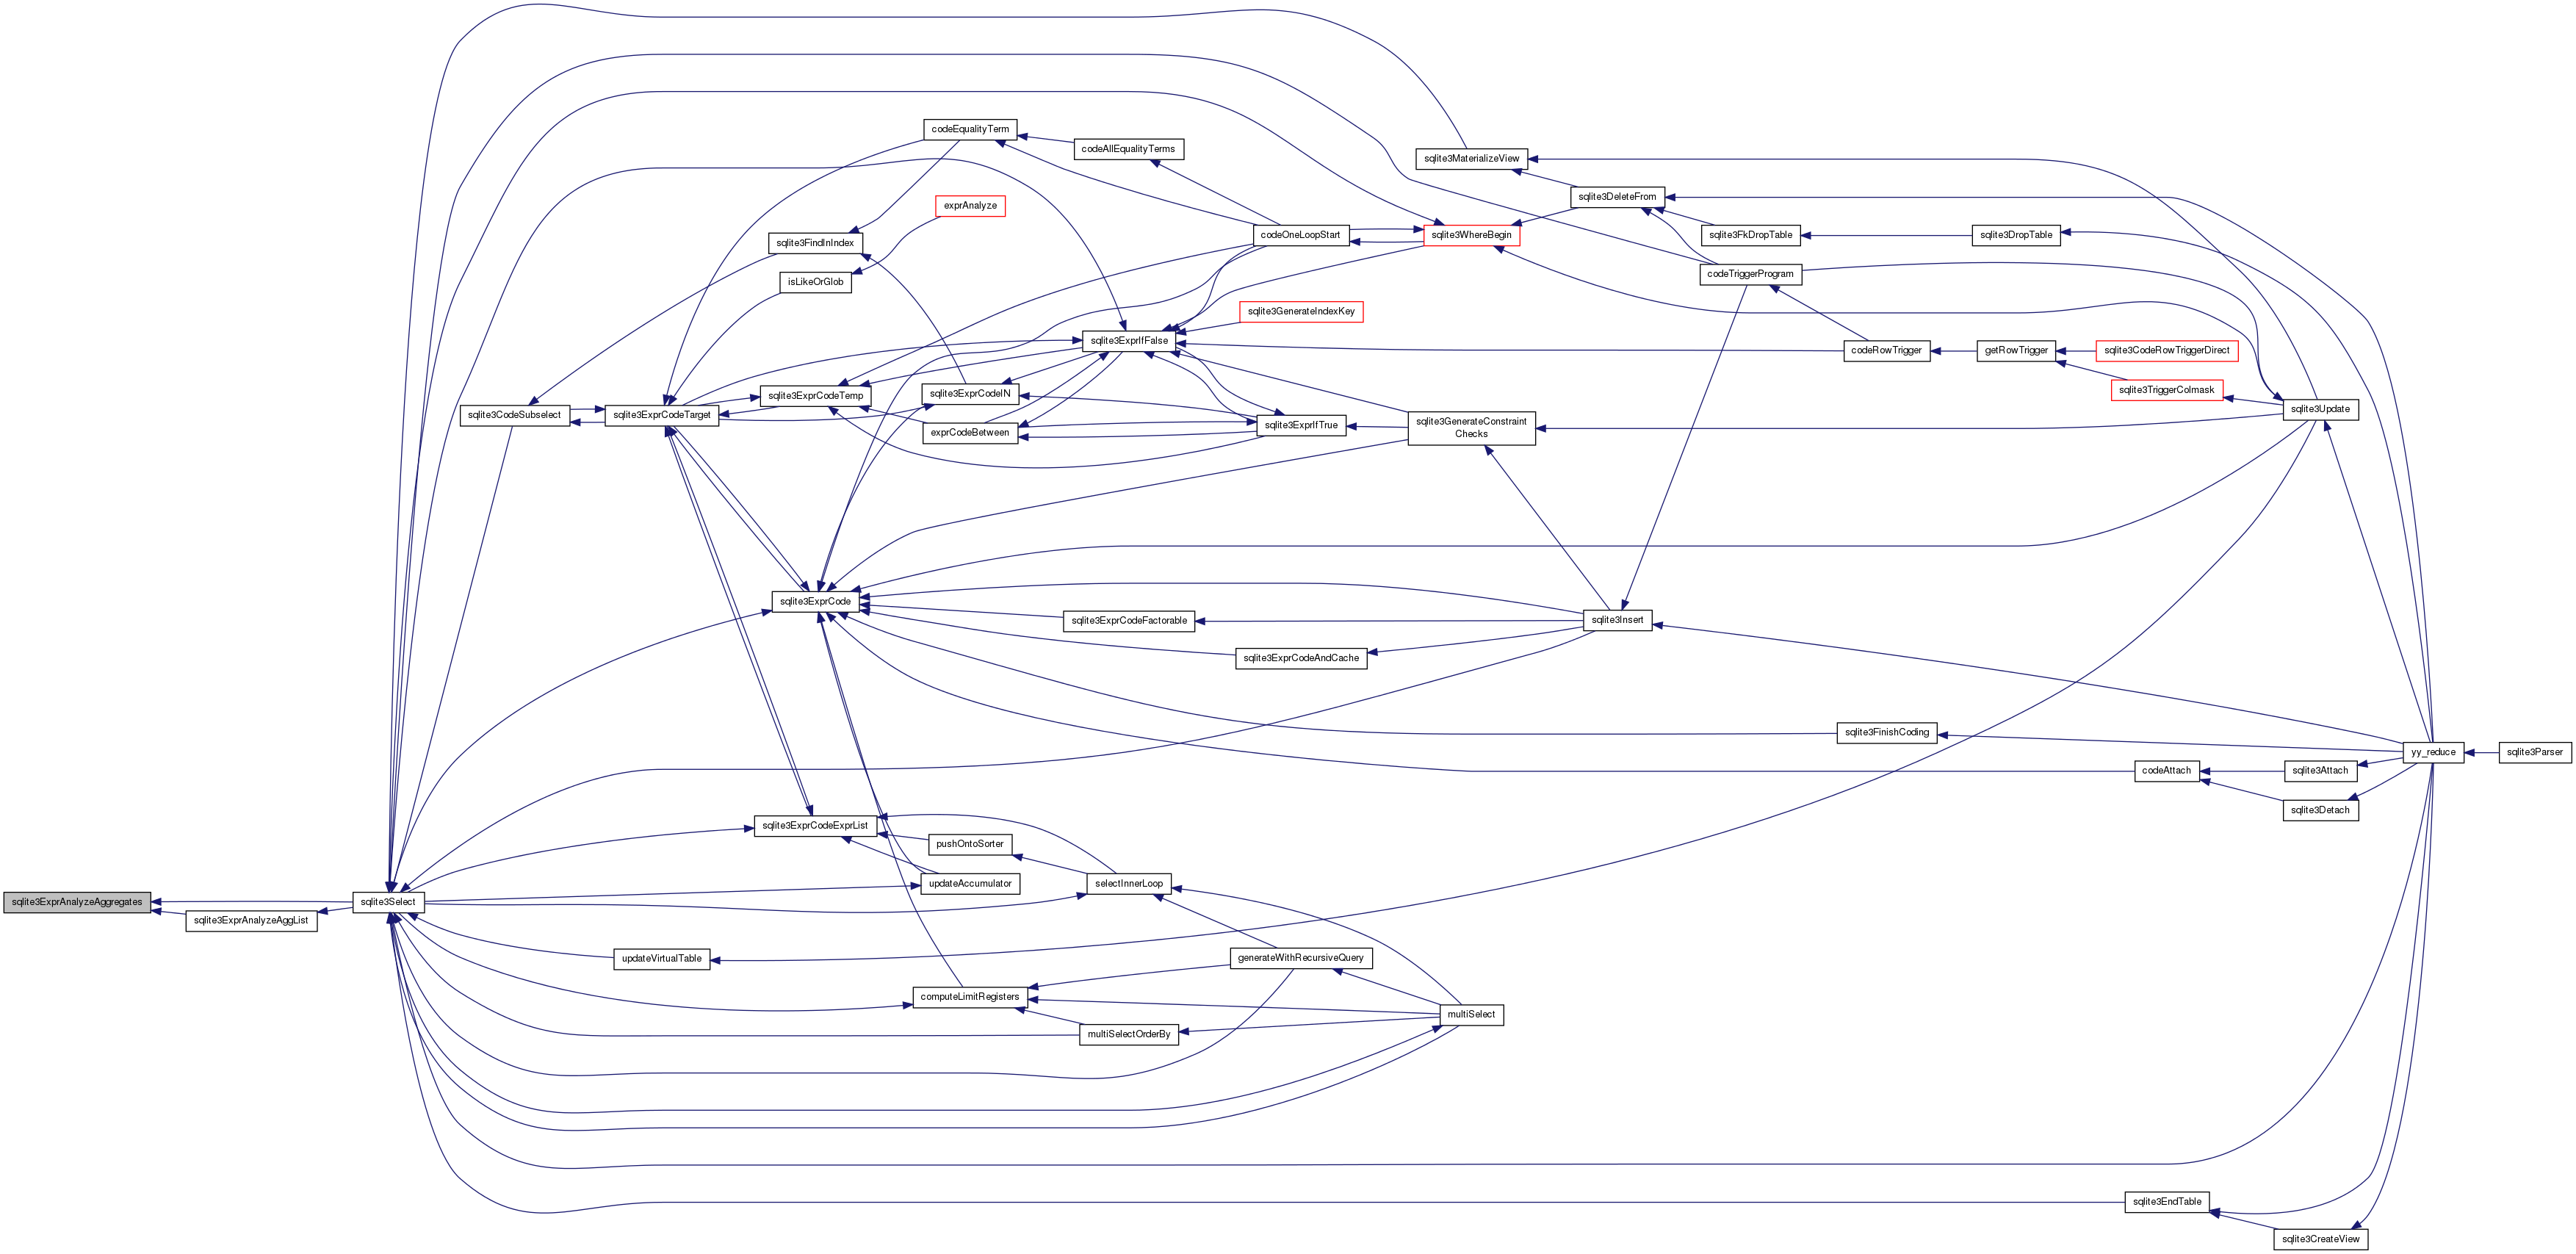 codeEqualityTerm
codeAllEqualityTerms
sqlite3MaterializeView
sqlite3DeleteFrom
exprAnalyze
sqlite3FindInIndex
codeOneLoopStart
sqlite3WhereBegin
sqlite3FkDropTable
sqlite3DropTable
isLikeOrGlob
codeTriggerProgram
sqlite3GenerateIndexKey
sqlite3ExprIfFalse
codeRowTrigger
getRowTrigger
sqlite3CodeRowTriggerDirect
sqlite3TriggerColmask
sqlite3CodeSubselect
sqlite3ExprCodeTarget
sqlite3ExprCodeTemp
sqlite3ExprCodeIN
exprCodeBetween
sqlite3ExprIfTrue
sqlite3GenerateConstraint
Checks
sqlite3Update
sqlite3ExprCode
sqlite3ExprCodeFactorable
sqlite3Insert
sqlite3ExprCodeAndCache
sqlite3FinishCoding
yy_reduce
sqlite3Parser
codeAttach
sqlite3Attach
sqlite3Detach
sqlite3ExprCodeExprList
pushOntoSorter
updateAccumulator
selectInnerLoop
sqlite3ExprAnalyzeAggregates
sqlite3ExprAnalyzeAggList
sqlite3Select
updateVirtualTable
generateWithRecursiveQuery
computeLimitRegisters
multiSelect
multiSelectOrderBy
sqlite3EndTable
sqlite3CreateView